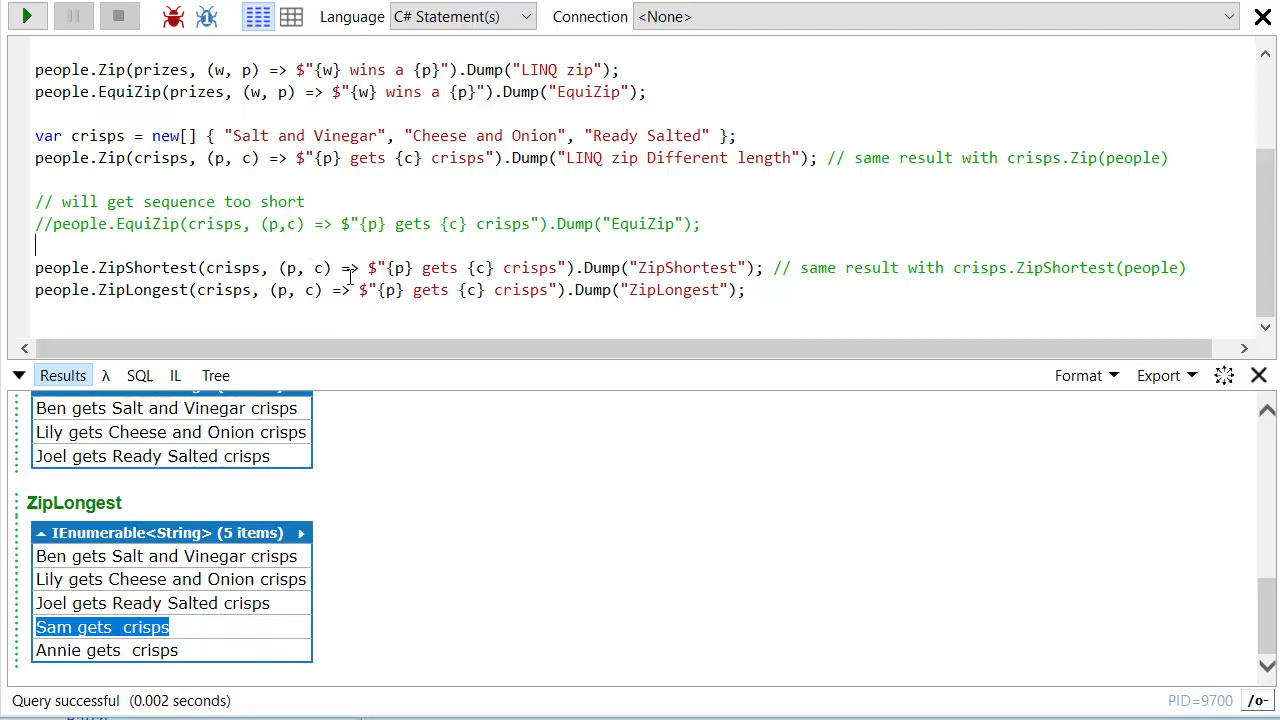 Language C# Statement(s) Connection <None>
people.Zip(prizes, (w, p) => $"{w} wins a {p}").Dump("LINQ zip");
people.EquiZip(prizes, (w, p) => $"{w} wins a {p}").Dump("EquiZip");
var crisps = new[] { "Salt and Vinegar", "Cheese and Onion", "Ready Salted" };
people.Zip(crisps, (p, c) => $"{p} gets {c} crisps").Dump("LINQ zip Different length"); // same result with crisps.Zip(people)
// will get sequence too short
//people.EquiZip(crisps, (p,c) => $"{p} gets {c} crisps").Dump("EquiZip");
people.ZipShortest(crisps, (p, c) => $"{p} gets {c} crisps").Dump("ZipShortest"); // same result with crisps.ZipShortest(people)
people.ZipLongest(crisps, (p, c) => $"{p} gets {c} crisps").Dump("ZipLongest");
Results λ SQL IL Tree Format Export
Ben gets Salt and Vinegar crisps
Lily gets Cheese and Onion crisps
Joel gets Ready Salted crisps
ZipLongest
IEnumerable<String> (5 items)
Ben gets Salt and Vinegar crisps
Lily gets Cheese and Onion crisps
Joel gets Ready Salted crisps
Sam gets  crisps
Annie gets  crisps
Query successful (0.002 seconds) PID=9700 /o-